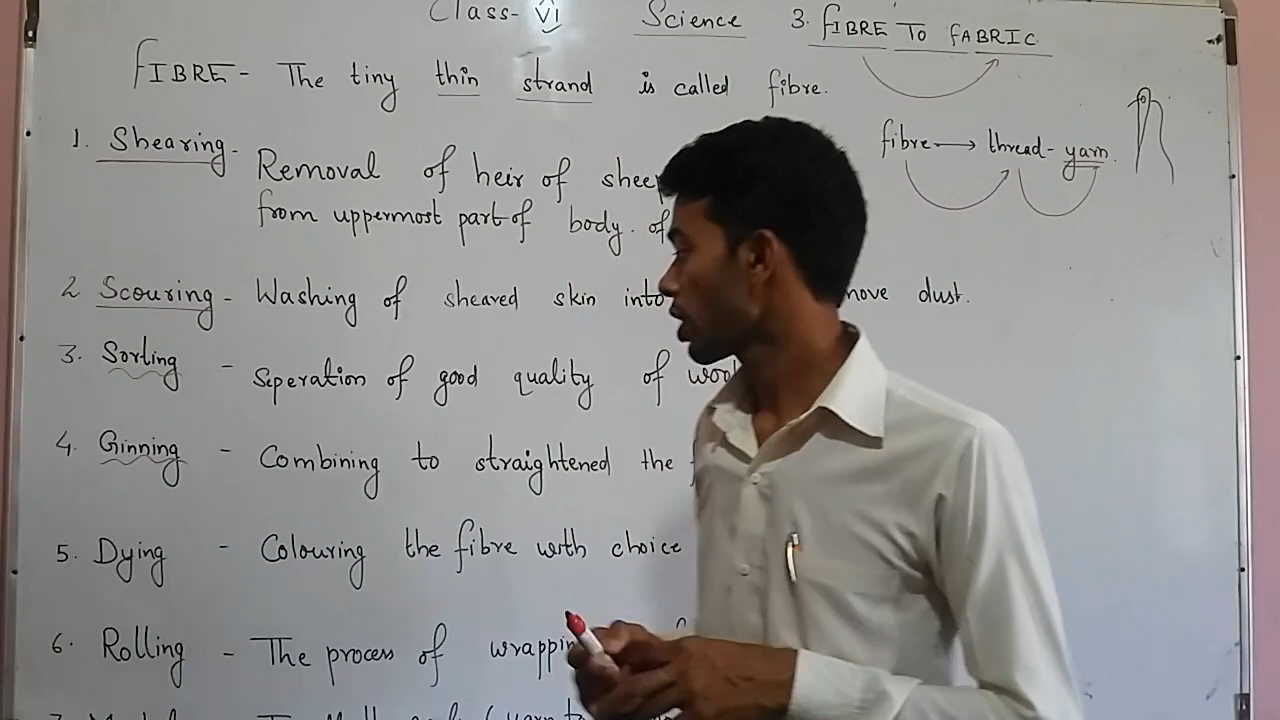 Class- VI Science 3. FIBRE TO FABRIC
FIBRE - The tiny thin strand is called fibre.
fibre → thread - yarn.
1. Shearing - Removal of heir of sheep
from uppermost part of body. of
2 Scouring - Washing of sheared skin into move dust.
3. Sorting - Seperation of good quality of wool
4. Ginning - Combining to straightened the
5. Dying - Colouring the fibre with choice
6. Rolling - The process of wrappin